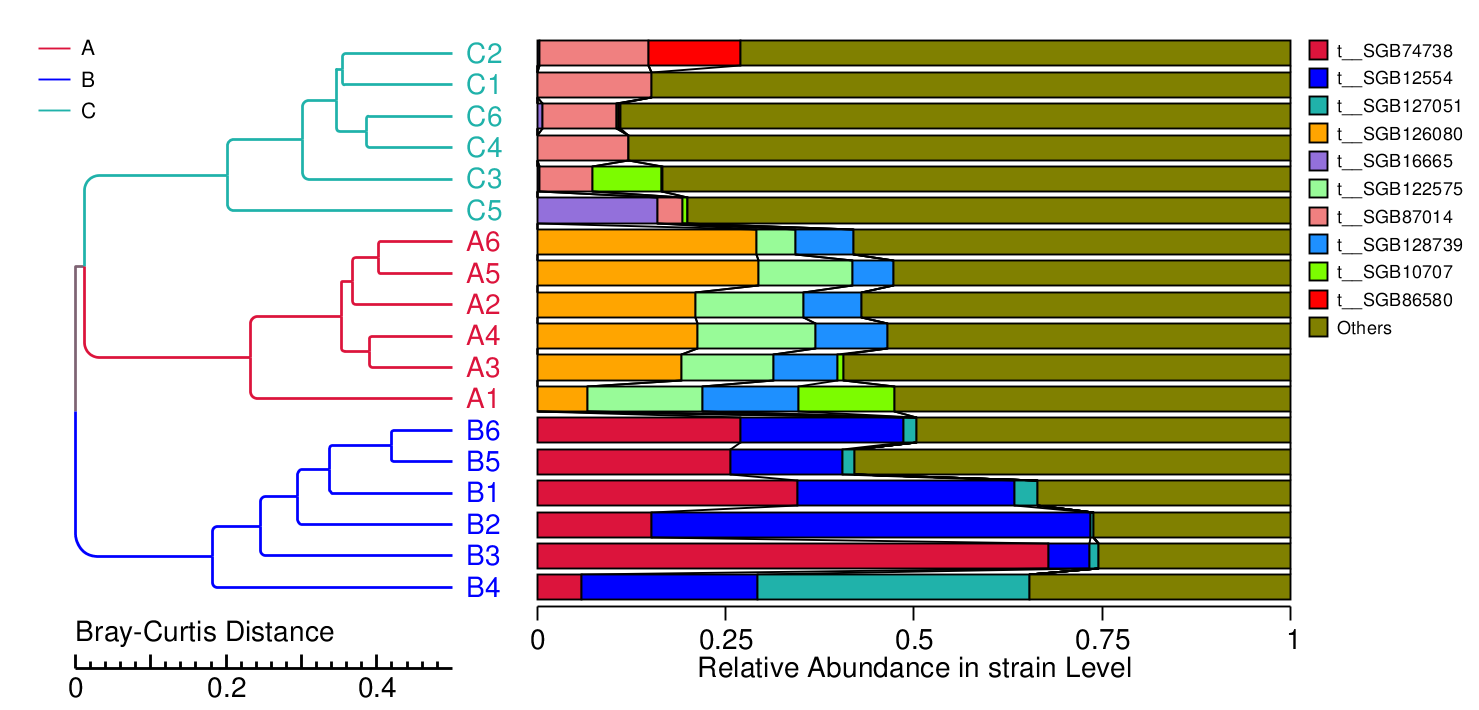 A
B
C
C2
C1
C6
C4
C3
C5
A6
A5
A2
A4
A3
A1
B6
B5
B1
B2
B3
B4
Bray-Curtis Distance
0 0.2 0.4
0 0.25 0.5 0.75 1
Relative Abundance in strain Level
t__SGB74738
t__SGB12554
t__SGB127051
t__SGB126080
t__SGB16665
t__SGB122575
t__SGB87014
t__SGB128739
t__SGB10707
t__SGB86580
Others